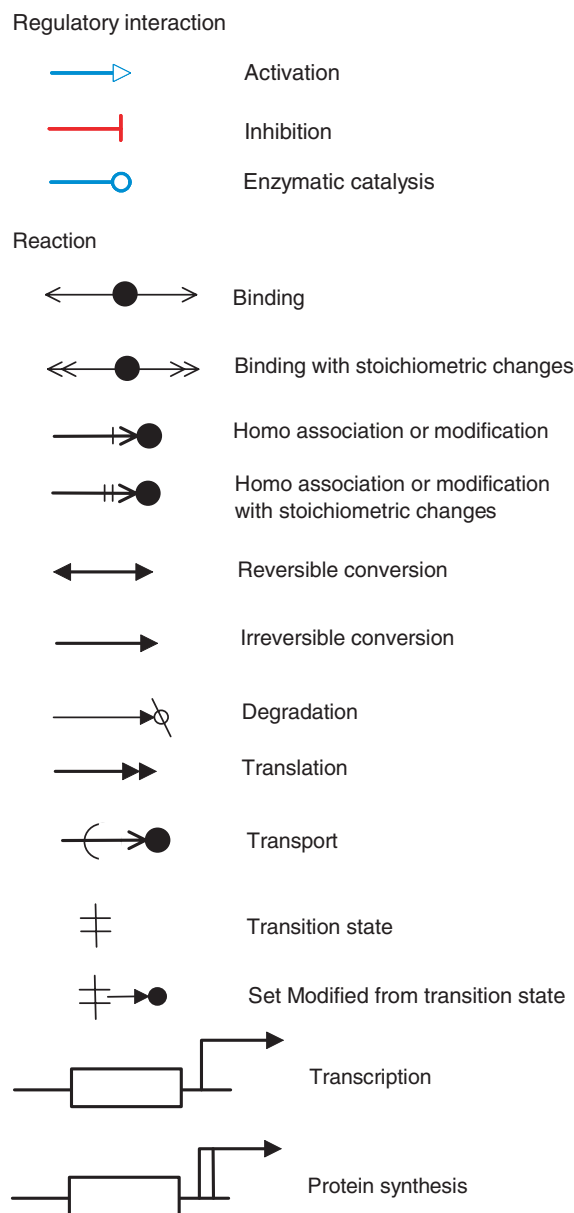 Regulatory interaction
Activation
Inhibition
Enzymatic catalysis
Reaction
Binding
Binding with stoichiometric changes
Homo association or modification
Homo association or modification
with stoichiometric changes
Reversible conversion
Irreversible conversion
Degradation
Translation
Transport
Transition state
Set Modified from transition state
Transcription
Protein synthesis